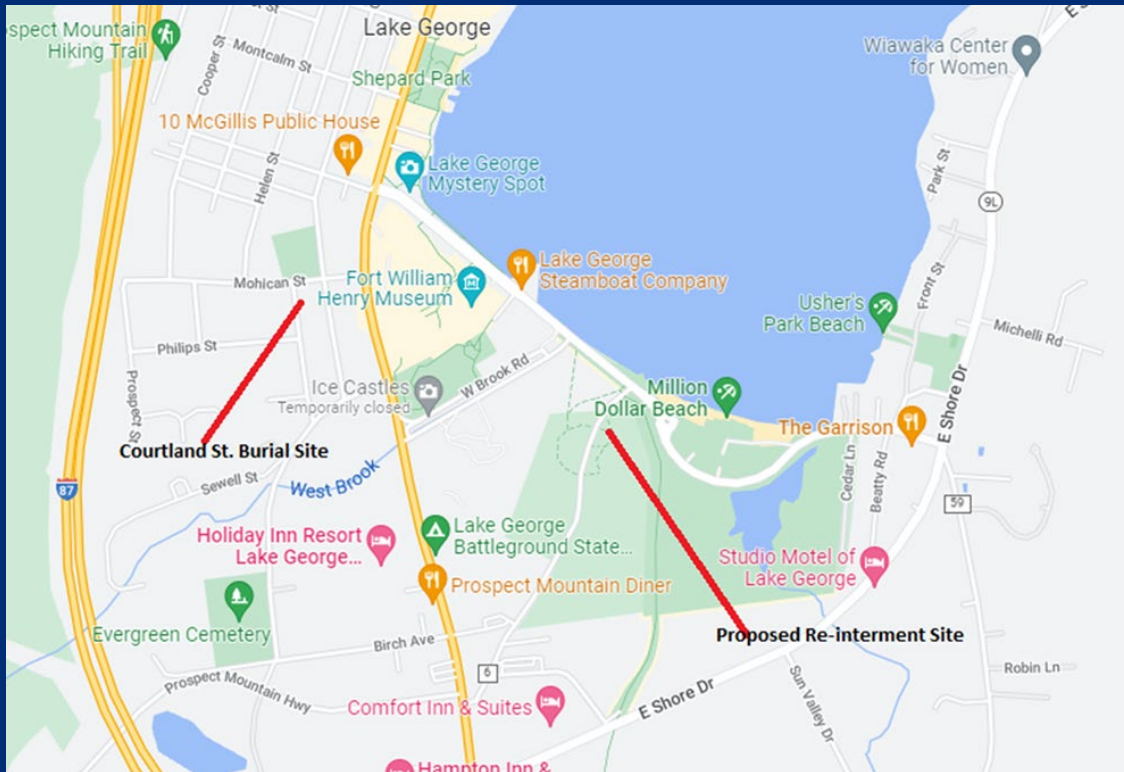 spect Mountain
Hiking Trail
Cooper St
Montcalm St
Lake George
Shepard Park
E S
Wiawaka Center
for Women
10 McGillis Public House
Helen St
Lake George
Mystery Spot
Park St
9L
Mohican St
Fort William
Henry Museum
Lake George
Steamboat Company
Front St
Usher's
Park Beach
Michelli Rd
Philips St
Prospect St
Ice Castles
Temporarily closed
W Brook Rd
Million
Dollar Beach
The Garrison
E Shore Dr
Courtland St. Burial Site
Cedar Ln
Beatty Rd
Sewell St
West Brook
87
59
Holiday Inn Resort
Lake George...
Lake George
Battleground State...
Studio Motel of
Lake George
Prospect Mountain Diner
Evergreen Cemetery
Birch Ave
Proposed Re-interment Site
6
Prospect Mountain Hwy
Comfort Inn & Suites
E Shore Dr
Sun Valley Dr
Robin Ln
Hampton Inn &